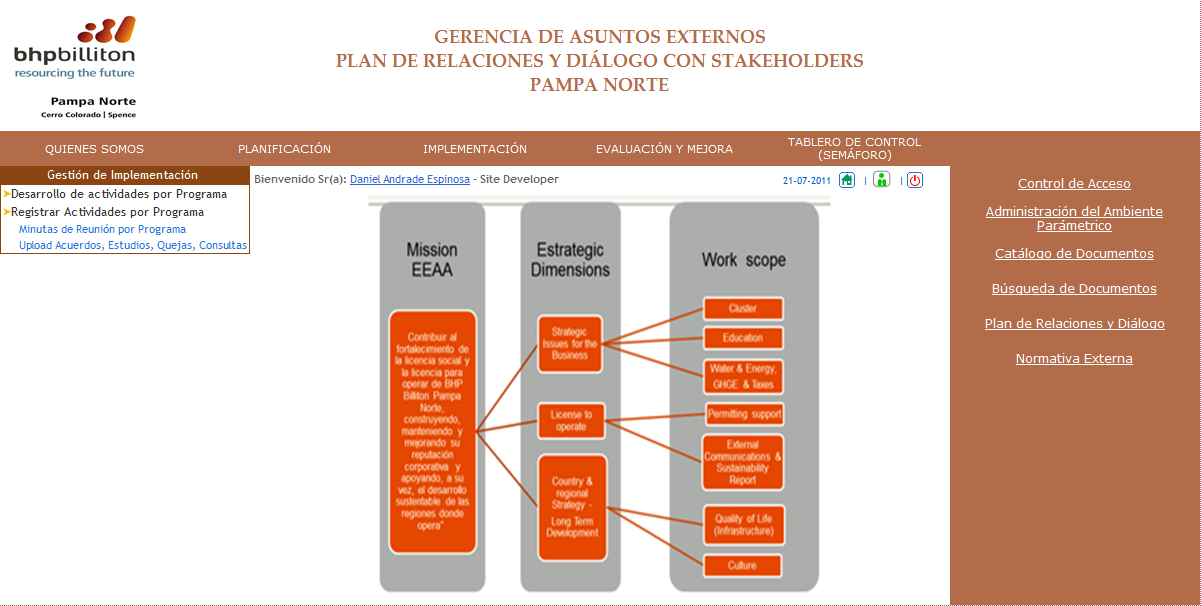 bhpbilliton
resourcing the future
Pampa Norte
Cerro Colorado | Spence
GERENCIA DE ASUNTOS EXTERNOS
PLAN DE RELACIONES Y DIÁLOGO CON STAKEHOLDERS
PAMPA NORTE
QUIENES SOMOS
PLANIFICACIÓN
IMPLEMENTACIÓN
EVALUACIÓN Y MEJORA
TABLERO DE CONTROL
(SEMÁFORO)
Gestión de Implementación
Desarrollo de actividades por Programa
Registrar Actividades por Programa
Minutas de Reunión por Programa
Upload Acuerdos, Estudios, Quejas, Consultas
Bienvenido Sr(a): Daniel Andrade Espinosa - Site Developer
21-07-2011 | |
Mission
EEAA
Contribuir al
fortalecimiento de
la licencia social y
la licencia para
operar de BHP
Billiton Pampa
Norte,
construyendo,
manteniendo y
mejorando su
reputación
corporativa y
apoyando, a su
vez, el desarrollo
sustentable de las
regiones donde
opera"
Estrategic
Dimensions
Strategic
Issues for the
Business
License to
operate
Country &
regional
Strategy -
Long Term
Development
Work scope
Cluster
Education
Water & Energy,
GHGE & Taxes
Permitting support
External
Communications &
Sustainability
Report
Quality of Life
(Infrastructure)
Culture
Control de Acceso
Administración del Ambiente
Parámetrico
Catálogo de Documentos
Búsqueda de Documentos
Plan de Relaciones y Diálogo
Normativa Externa